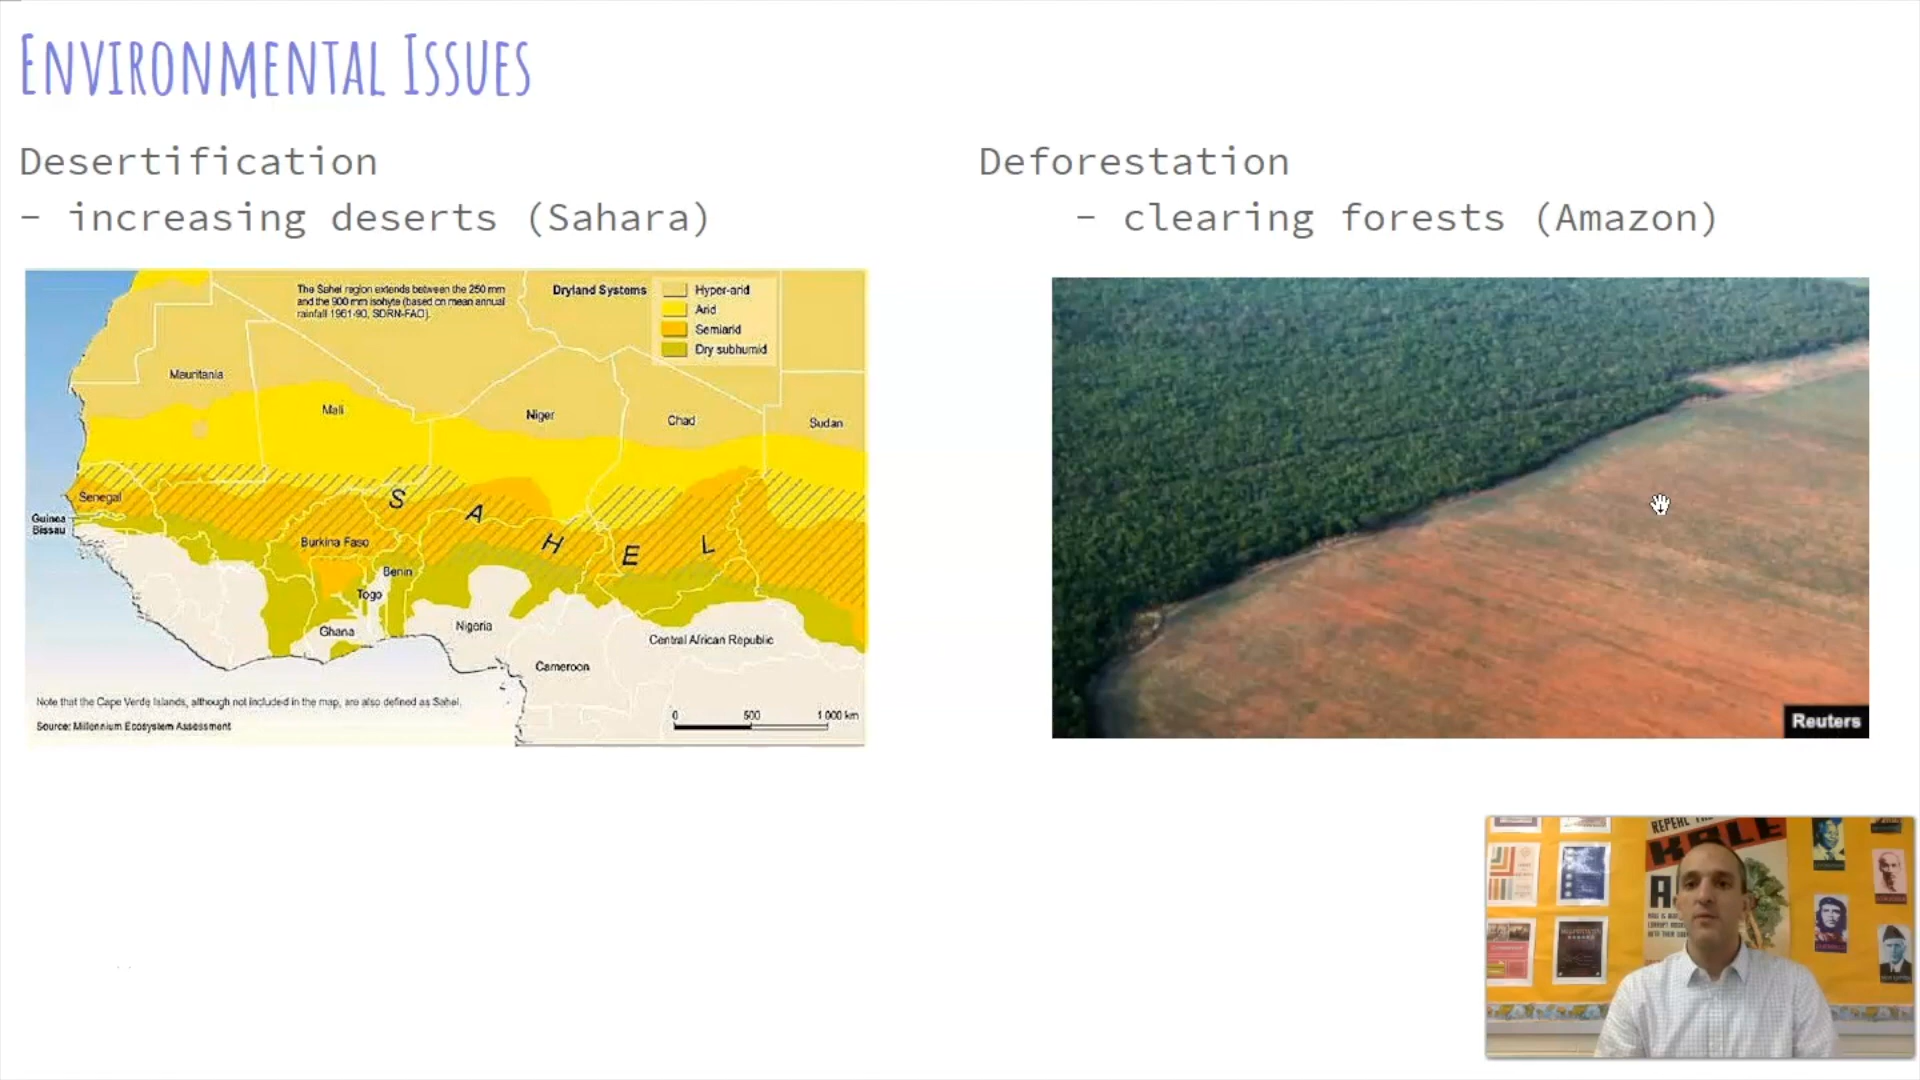 Environmental Issues
Desertification
- increasing deserts (Sahara)
The Sahel region extends between the 250 mm
and the 900 mm isohyte (based on mean annual
rainfall 1961-90, SDRN-FAO).
Dryland Systems
Hyper-arid
Arid
Semiarid
Dry subhumid
Mauritania
Mali
Niger
Chad
Sudan
Senegal
Guinea
Bissau
SAHEL
Burkina Faso
Benin
Togo
Ghana
Nigeria
Central African Republic
Cameroon
Note that the Cape Verde Islands, although not included in the map, are also defined as Sahel.
Source: Millennium Ecosystem Assessment
0 500 1 000 km
Deforestation
- clearing forests (Amazon)
Reuters
REPEAL THE